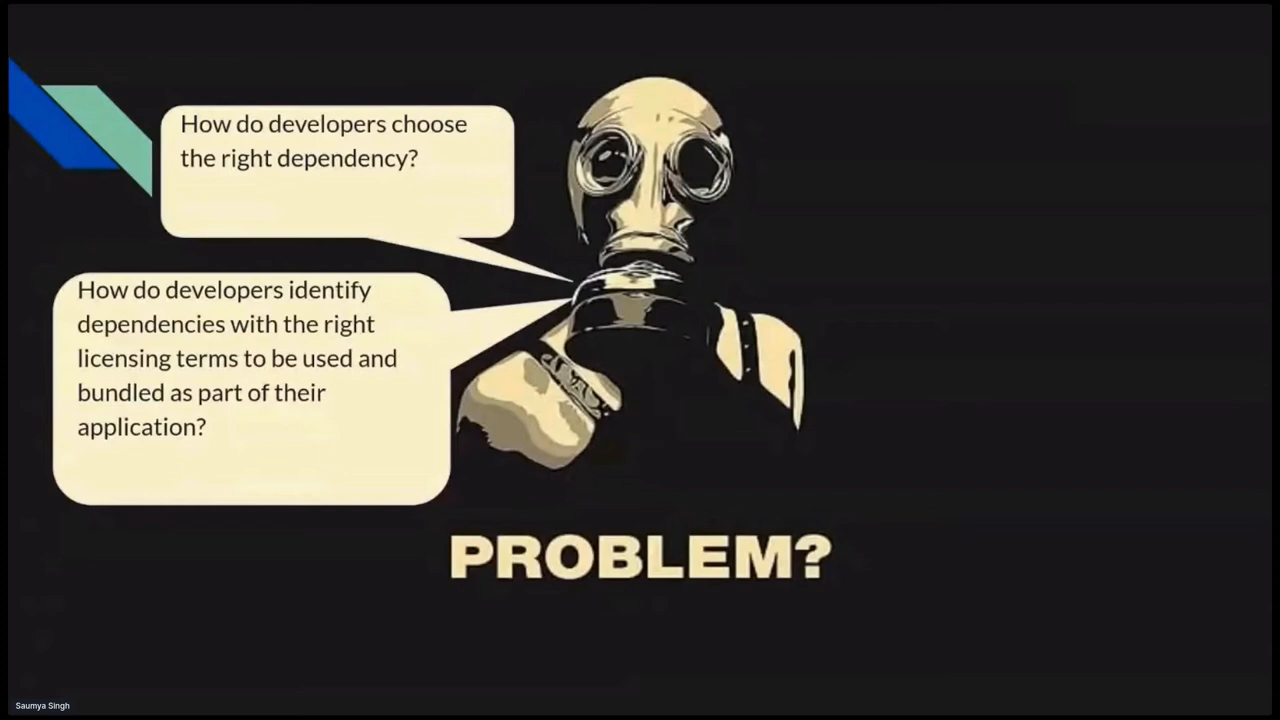 How do developers choose
the right dependency?
How do developers identify
dependencies with the right
licensing terms to be used and
bundled as part of their
application?
PROBLEM?
Saumya Singh